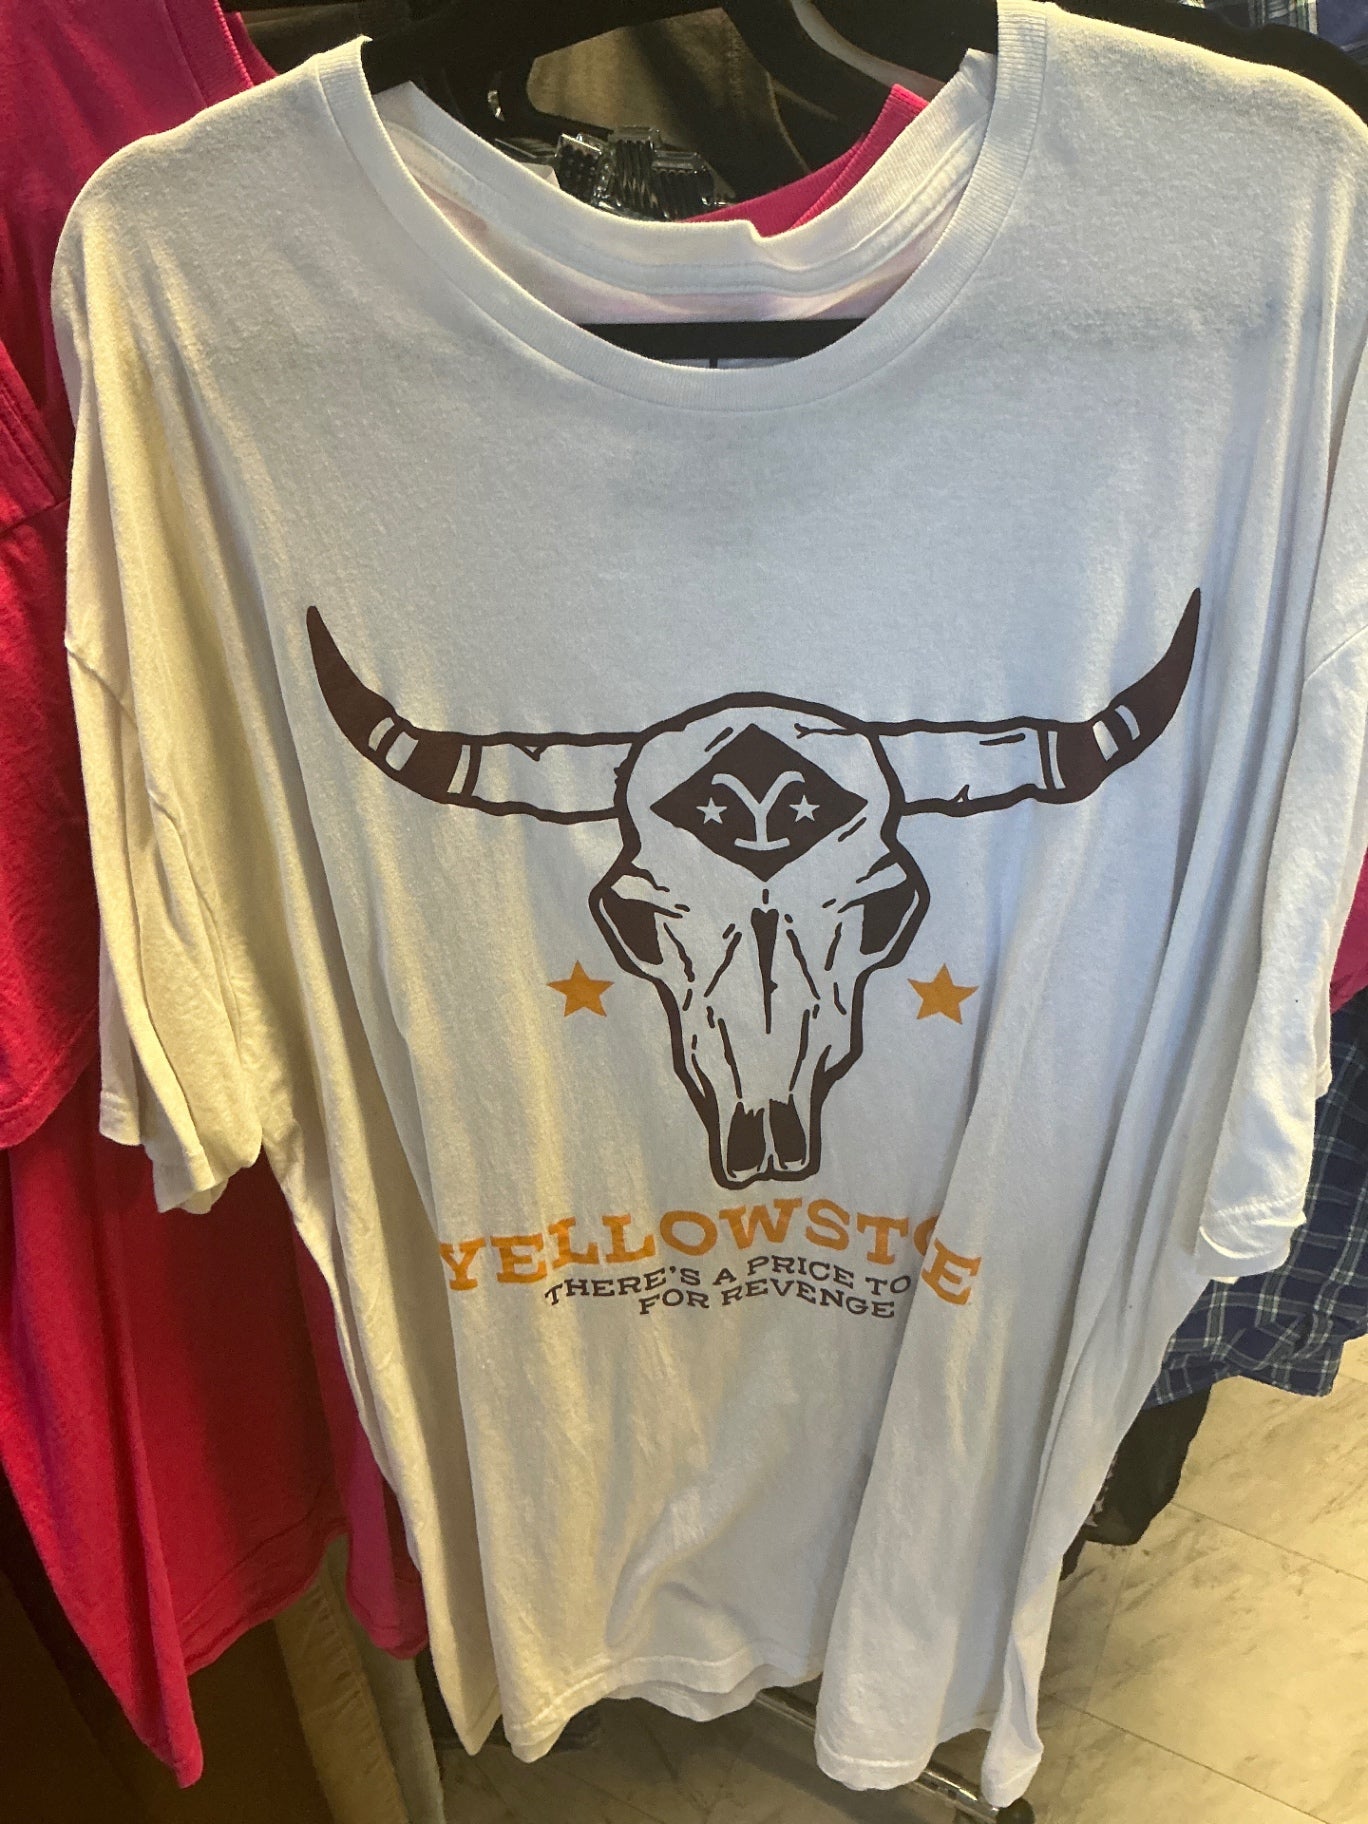 Y
YELLOWSTO E
THERE'S A PRICE TO
FOR REVENGE